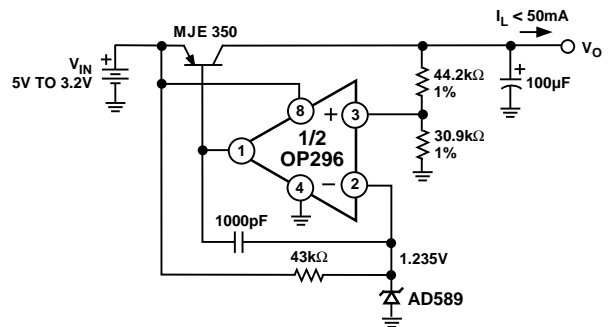 MJE 350
I_L < 50mA
V_O
V_IN
5V TO 3.2V
+
44.2kΩ
1%
+
100µF
8
+
3
1
1/2
OP296
30.9kΩ
1%
4
−
2
1000pF
43kΩ
1.235V
AD589